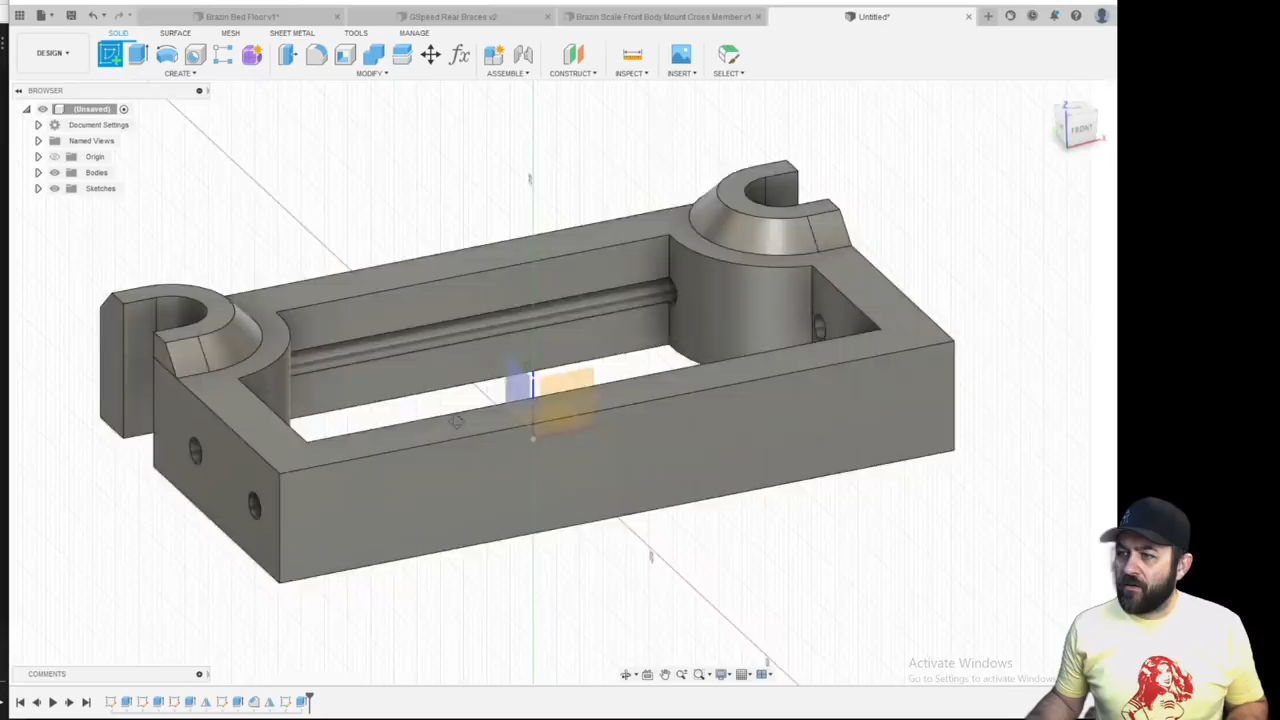 Brazin Bed Floor v1*
GSpeed Rear Braces v2
Brazin Scale Front Body Mount Cross Member v1
Untitled*
SOLID
SURFACE
MESH
SHEET METAL
TOOLS
MANAGE
DESIGN
CREATE
MODIFY
ASSEMBLE
CONSTRUCT
INSPECT
INSERT
SELECT
BROWSER
(Unsaved)
Document Settings
Named Views
Origin
Bodies
Sketches
Z
FRONT
X
Activate Windows
Go to Settings to activate Windows
COMMENTS